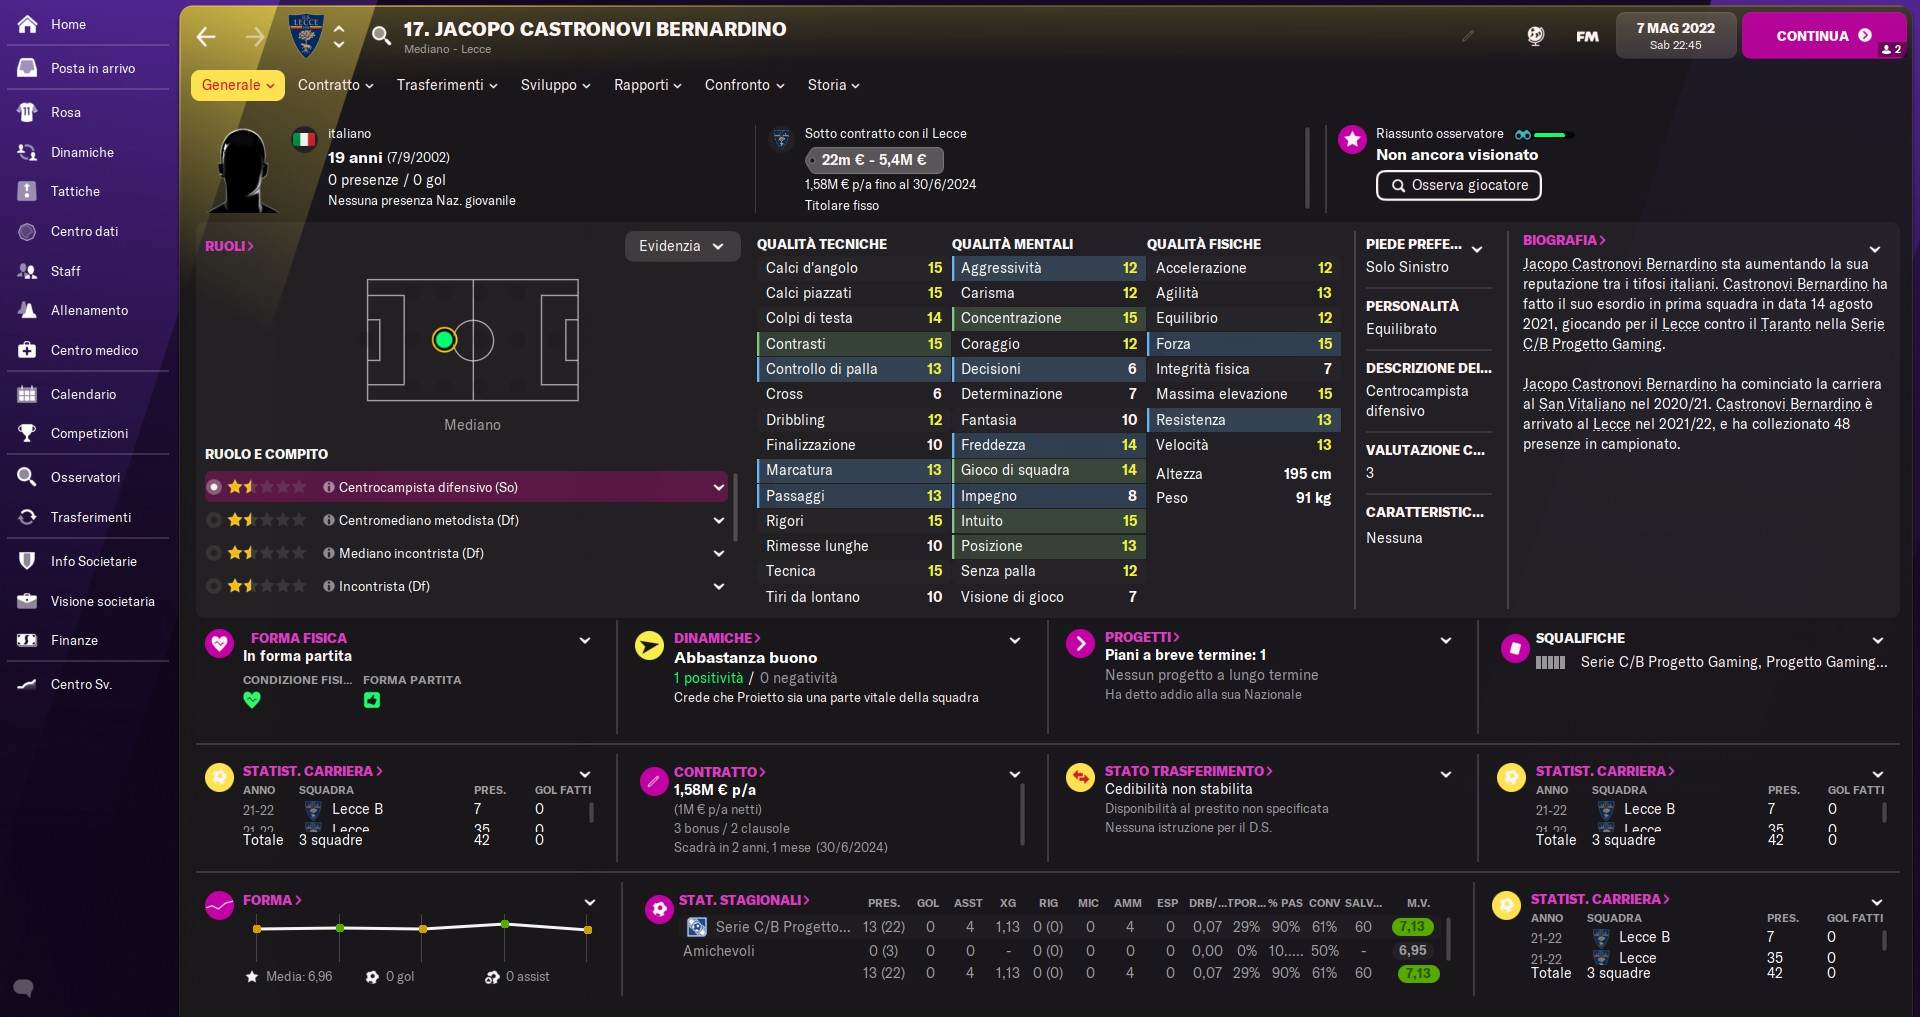 Home
Posta in arrivo
Rosa
Dinamiche
Tattiche
Centro dati
Staff
Allenamento
Centro medico
Calendario
Competizioni
Osservatori
Trasferimenti
Info Societarie
Visione societaria
Finanze
Centro Sv.
17. JACOPO CASTRONOVI BERNARDINO
Mediano - Lecce
FM
7 MAG 2022
Sab 22:45
CONTINUA
2
Generale
Contratto
Trasferimenti
Sviluppo
Rapporti
Confronto
Storia
italiano
19 anni (7/9/2002)
0 presenze / 0 gol
Nessuna presenza Naz. giovanile
Sotto contratto con il Lecce
22m € - 5,4M €
1,58M € p/a fino al 30/6/2024
Titolare fisso
Riassunto osservatore
Non ancora visionato
Osserva giocatore
RUOLI
Evidenzia
Mediano
RUOLO E COMPITO
Centrocampista difensivo (So)
Centromediano metodista (Df)
Mediano incontrista (Df)
Incontrista (Df)
QUALITÀ TECNICHE
Calci d'angolo 15
Calci piazzati 15
Colpi di testa 14
Contrasti 15
Controllo di palla 13
Cross 6
Dribbling 12
Finalizzazione 10
Marcatura 13
Passaggi 13
Rigori 15
Rimesse lunghe 10
Tecnica 15
Tiri da lontano 10
QUALITÀ MENTALI
Aggressività 12
Carisma 12
Concentrazione 15
Coraggio 12
Decisioni 6
Determinazione 7
Fantasia 10
Freddezza 14
Gioco di squadra 14
Impegno 8
Intuito 15
Posizione 13
Senza palla 12
Visione di gioco 7
QUALITÀ FISICHE
Accelerazione 12
Agilità 13
Equilibrio 12
Forza 15
Integrità fisica 7
Massima elevazione 15
Resistenza 13
Velocità 13
Altezza 195 cm
Peso 91 kg
PIEDE PREFE...
Solo Sinistro
PERSONALITÀ
Equilibrato
DESCRIZIONE DEI...
Centrocampista
difensivo
VALUTAZIONE C...
3
CARATTERISTIC...
Nessuna
BIOGRAFIA
Jacopo Castronovi Bernardino sta aumentando la sua
reputazione tra i tifosi italiani. Castronovi Bernardino ha
fatto il suo esordio in prima squadra in data 14 agosto
2021, giocando per il Lecce contro il Taranto nella Serie
C/B Progetto Gaming.
Jacopo Castronovi Bernardino ha cominciato la carriera
al San Vitaliano nel 2020/21. Castronovi Bernardino è
arrivato al Lecce nel 2021/22, e ha collezionato 48
presenze in campionato.
FORMA FISICA
In forma partita
CONDIZIONE FISI... FORMA PARTITA
DINAMICHE
Abbastanza buono
1 positività / 0 negatività
Crede che Proietto sia una parte vitale della squadra
PROGETTI
Piani a breve termine: 1
Nessun progetto a lungo termine
Ha detto addio alla sua Nazionale
SQUALIFICHE
Serie C/B Progetto Gaming, Progetto Gaming...
STATIST. CARRIERA
ANNO SQUADRA PRES. GOL FATTI
21-22 Lecce B 7 0
21-22 Lecce 35 0
Totale 3 squadre 42 0
CONTRATTO
1,58M € p/a
(1M € p/a netti)
3 bonus / 2 clausole
Scadrà in 2 anni, 1 mese (30/6/2024)
STATO TRASFERIMENTO
Cedibilità non stabilita
Disponibilità al prestito non specificata
Nessuna istruzione per il D.S.
STATIST. CARRIERA
ANNO SQUADRA PRES. GOL FATTI
21-22 Lecce B 7 0
21-22 Lecce 35 0
Totale 3 squadre 42 0
FORMA
Media: 6,96 0 gol 0 assist
STAT. STAGIONALI PRES. GOL ASST XG RIG MIC AMM ESP DRB/... TPOR... % PAS CONV SALV... M.V.
Serie C/B Progetto... 13 (22) 0 4 1,13 0 (0) 0 4 0 0,07 29% 90% 61% 60 7,13
Amichevoli 0 (3) 0 0 - 0 (0) 0 0 0 0,00 0% 10..... 50% - 6,95
13 (22) 0 4 1,13 0 (0) 0 4 0 0,07 29% 90% 61% 60 7,13
STATIST. CARRIERA
ANNO SQUADRA PRES. GOL FATTI
21-22 Lecce B 7 0
21-22 Lecce 35 0
Totale 3 squadre 42 0